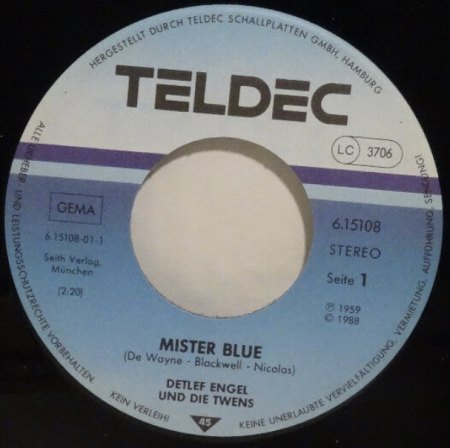 HERGESTELLT DURCH TELDEC SCHALLPLATTEN GMBH, HAMBURG
TELDEC
LC 3706
GEMA
6.15108-01-1
Seith Verlag,
München
(2:20)
6.15108
STEREO
Seite 1
℗ 1959
© 1988
MISTER BLUE
(De Wayne - Blackwell - Nicolas)
DETLEF ENGEL
UND DIE TWENS
45
ALLE URHEBER- UND LEISTUNGSSCHUTZRECHTE VORBEHALTEN
KEIN VERLEIH!
KEINE UNERLAUBTE VERVIELFÄLTIGUNG, VERMIETUNG, AUFFÜHRUNG, SENDUNG!